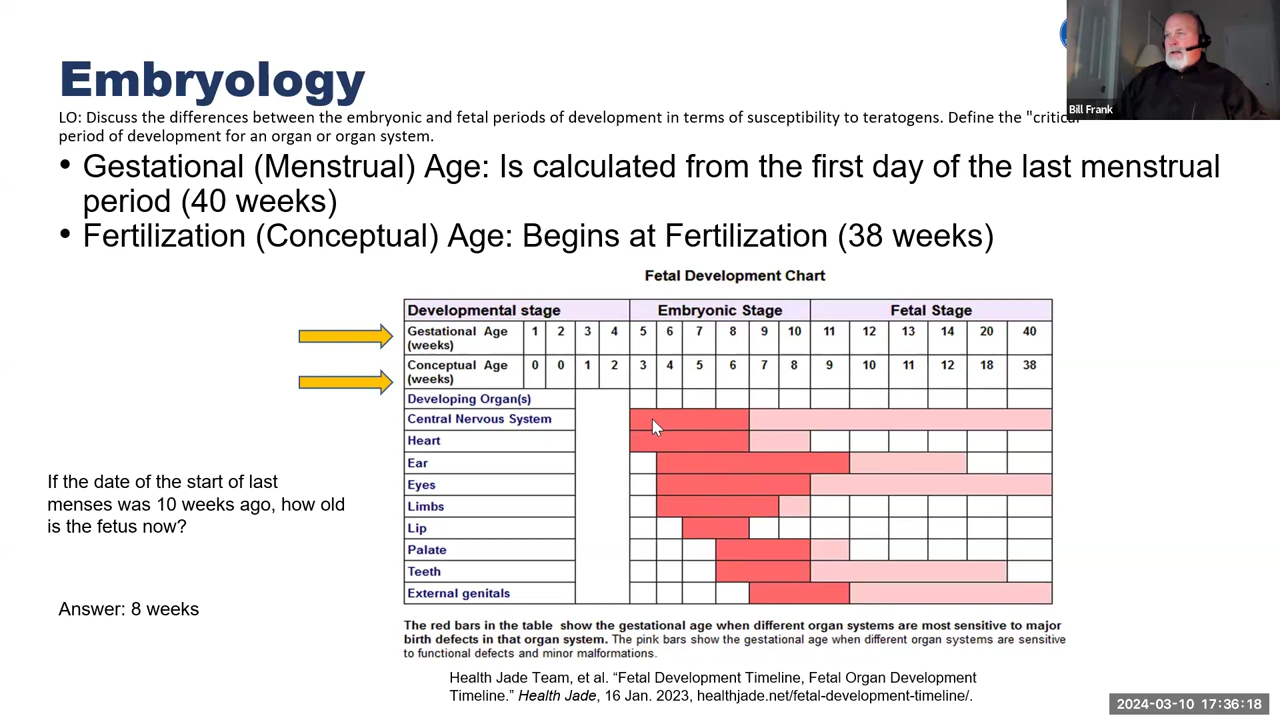 Embryology
LO: Discuss the differences between the embryonic and fetal periods of development in terms of susceptibility to teratogens. Define the "critical
period of development for an organ or organ system.
• Gestational (Menstrual) Age: Is calculated from the first day of the last menstrual
period (40 weeks)
• Fertilization (Conceptual) Age: Begins at Fertilization (38 weeks)
Bill Frank
Fetal Development Chart
Developmental stage Embryonic Stage Fetal Stage
Gestational Age (weeks) 1 2 3 4 5 6 7 8 9 10 11 12 13 14 20 40
Conceptual Age (weeks) 0 0 1 2 3 4 5 6 7 8 9 10 11 12 18 38
Developing Organ(s)
Central Nervous System
Heart
Ear
Eyes
Limbs
Lip
Palate
Teeth
External genitals
If the date of the start of last
menses was 10 weeks ago, how old
is the fetus now?
Answer: 8 weeks
The red bars in the table show the gestational age when different organ systems are most sensitive to major
birth defects in that organ system. The pink bars show the gestational age when different organ systems are sensitive
to functional defects and minor malformations.
Health Jade Team, et al. “Fetal Development Timeline, Fetal Organ Development
Timeline.” Health Jade, 16 Jan. 2023, healthjade.net/fetal-development-timeline/.
2024-03-10 17:36:18